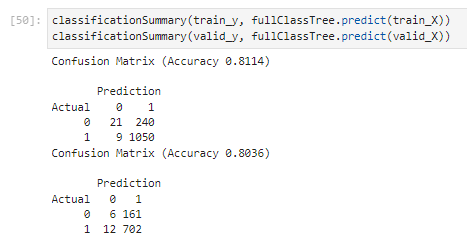 [50]: classificationSummary(train_y, fullClassTree.predict(train_X))
classificationSummary(valid_y, fullClassTree.predict(valid_X))
Confusion Matrix (Accuracy 0.8114)
Prediction
Actual 0 1
0 21 240
1 9 1050
Confusion Matrix (Accuracy 0.8036)
Prediction
Actual 0 1
0 6 161
1 12 702